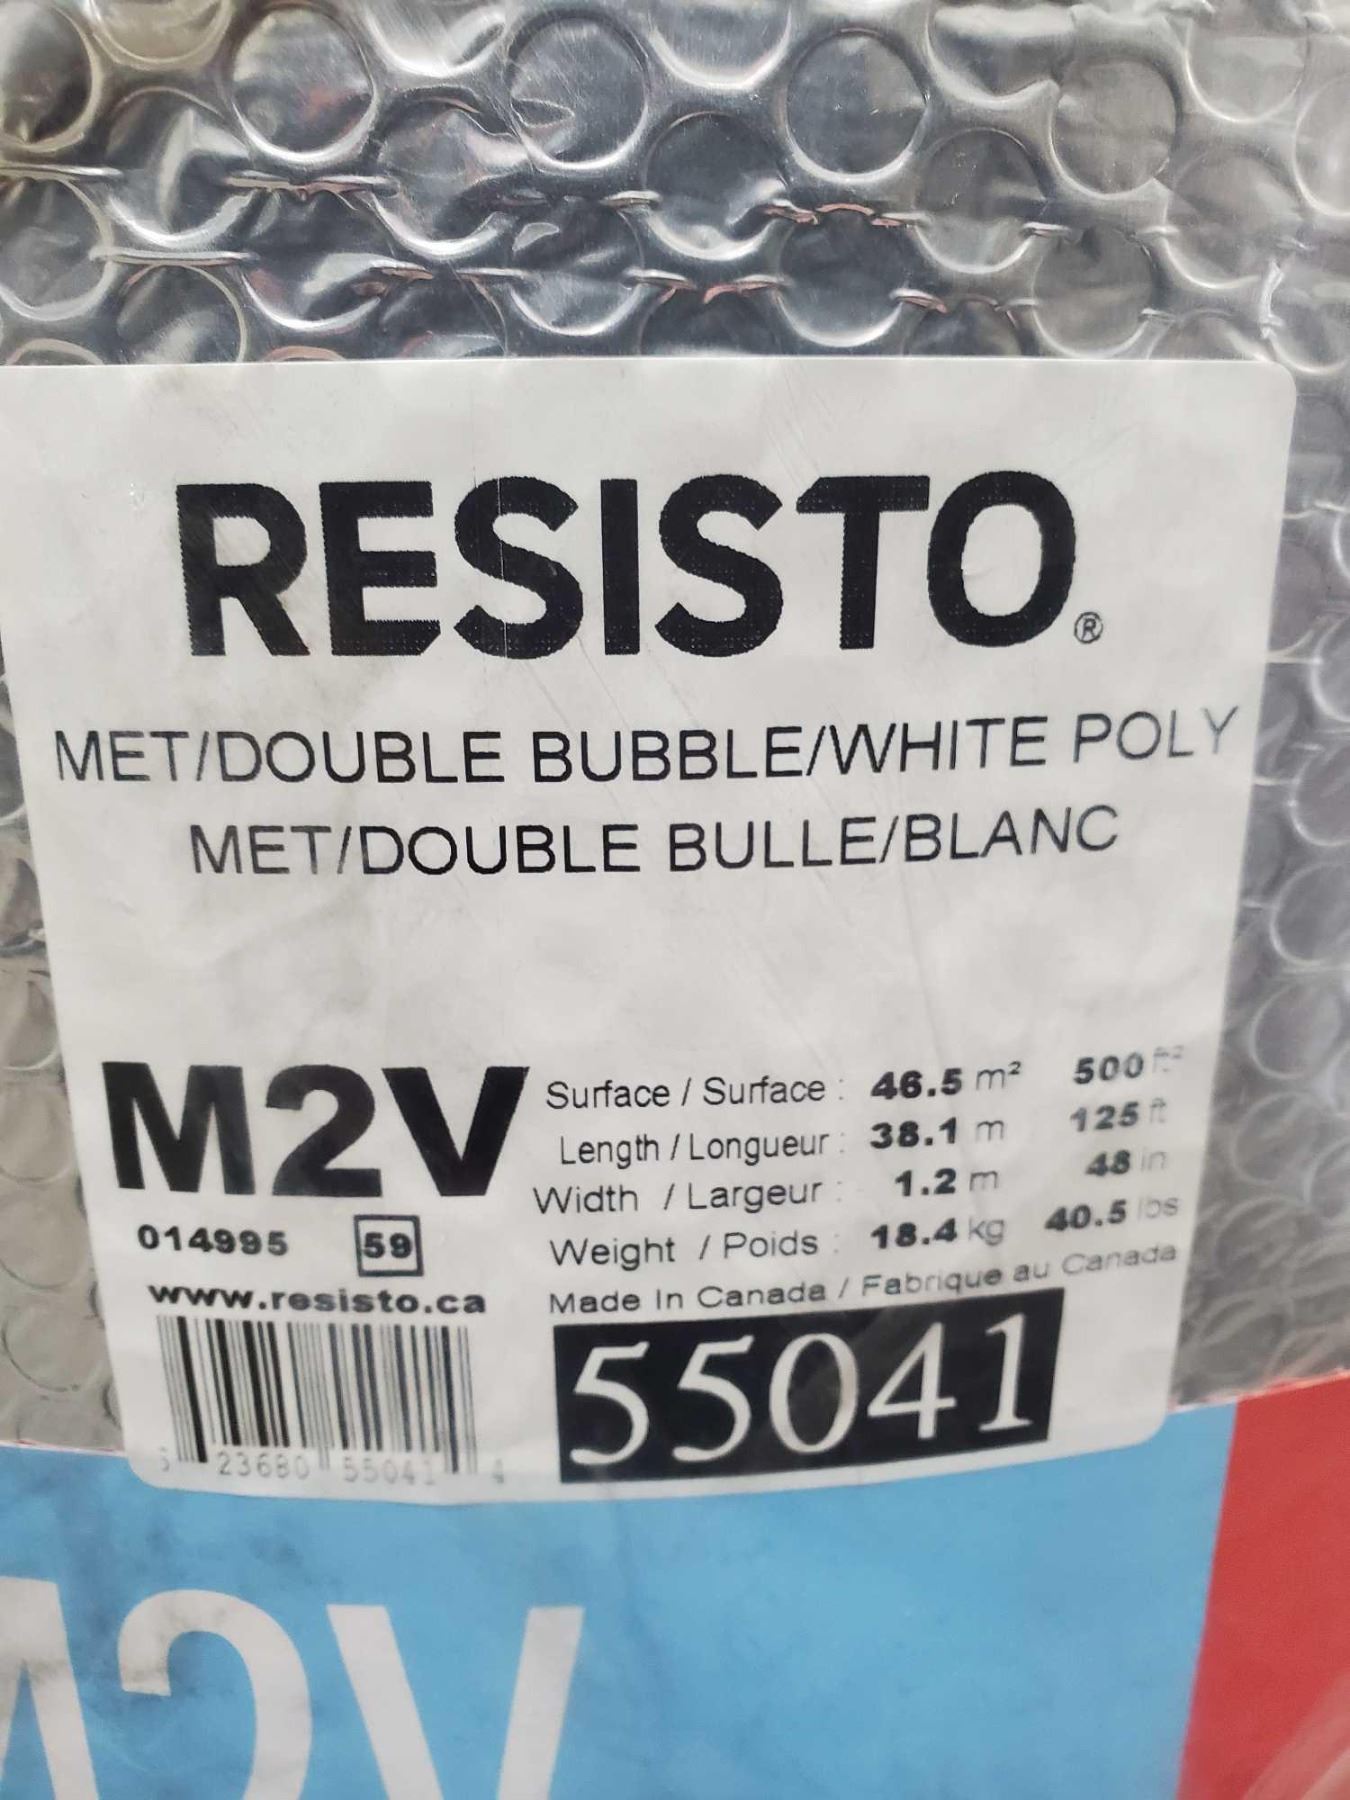 RESISTO®
MET/DOUBLE BUBBLE/WHITE POLY
MET/DOUBLE BULLE/BLANC
M2V
Surface / Surface : 46.5 m² 500 ft²
Length / Longueur : 38.1 m 125 ft
Width / Largeur : 1.2 m 48 in
Weight / Poids : 18.4 kg 40.5 lbs
014995 59
www.resisto.ca
Made In Canada / Fabrique au Canada
55041
23680 55041 4
M2V